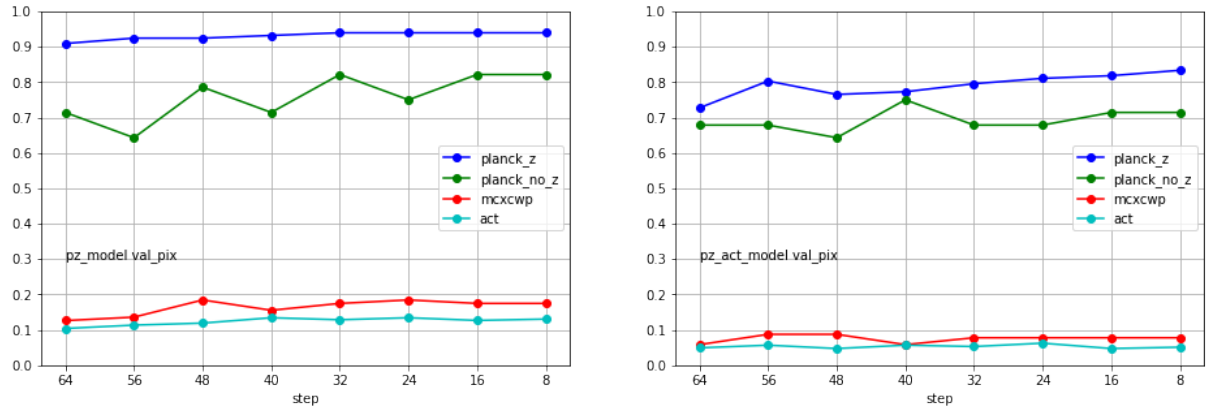 1.0
0.9
0.8
0.7
0.6
0.5
0.4
0.3
0.2
0.1
0.0
planck_z
planck_no_z
mcxcwp
act
pz_model val_pix
64 56 48 40 32 24 16 8
step
1.0
0.9
0.8
0.7
0.6
0.5
0.4
0.3
0.2
0.1
0.0
planck_z
planck_no_z
mcxcwp
act
pz_act_model val_pix
64 56 48 40 32 24 16 8
step